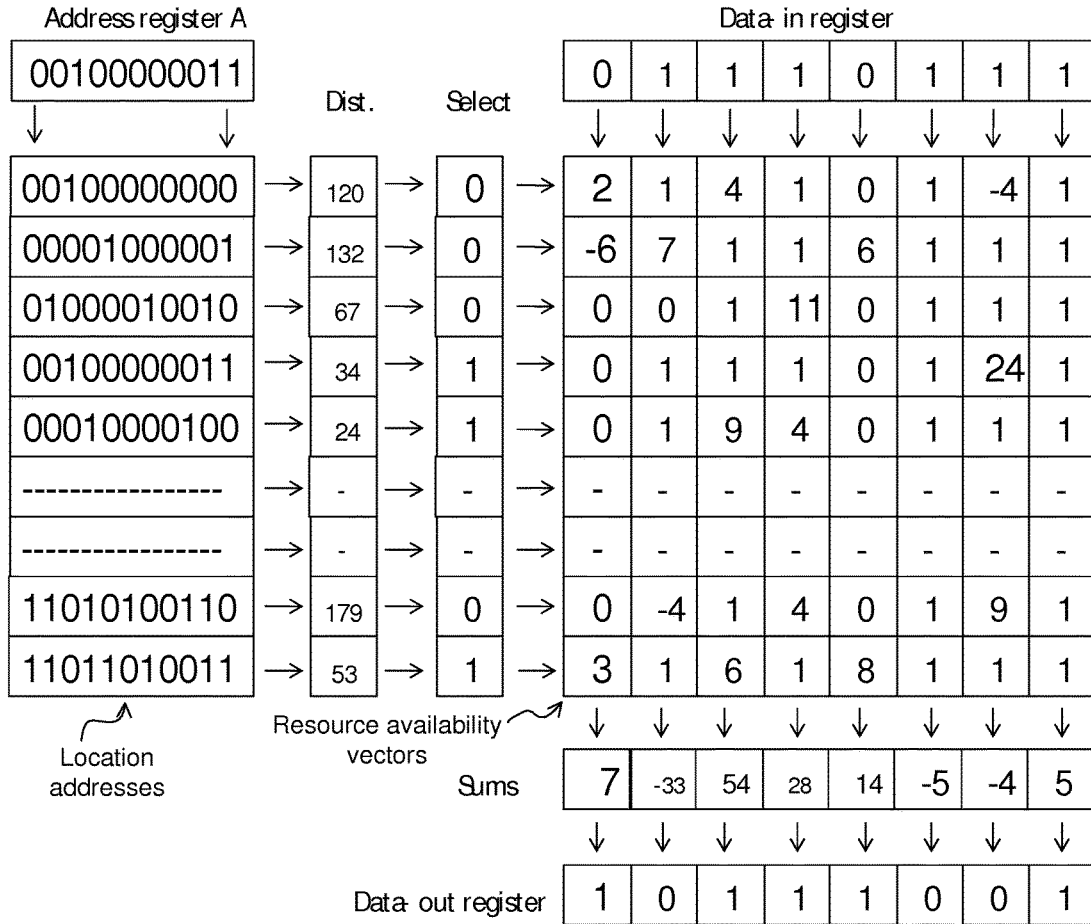 Address register A Data-in register
00100000011 0 1 1 1 0 1 1 1
Dist. Select
00100000000 120 0 2 1 4 1 0 1 -4 1
00001000001 132 0 -6 7 1 1 6 1 1 1
01000010010 67 0 0 0 1 11 0 1 1 1
00100000011 34 1 0 1 1 1 0 1 24 1
00010000100 24 1 0 1 9 4 0 1 1 1
----------------- - - - - - - - - - -
----------------- - - - - - - - - - -
11010100110 179 0 0 -4 1 4 0 1 9 1
11011010011 53 1 3 1 6 1 8 1 1 1
Location
addresses
Resource availability
vectors
Sums 7 -33 54 28 14 -5 -4 5
Data-out register 1 0 1 1 1 0 0 1